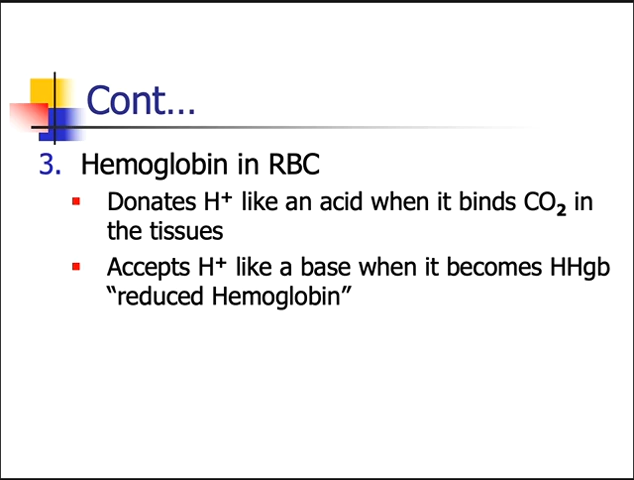 Cont…
3. Hemoglobin in RBC
▪ Donates H⁺ like an acid when it binds CO₂ in
the tissues
▪ Accepts H⁺ like a base when it becomes HHgb
“reduced Hemoglobin”